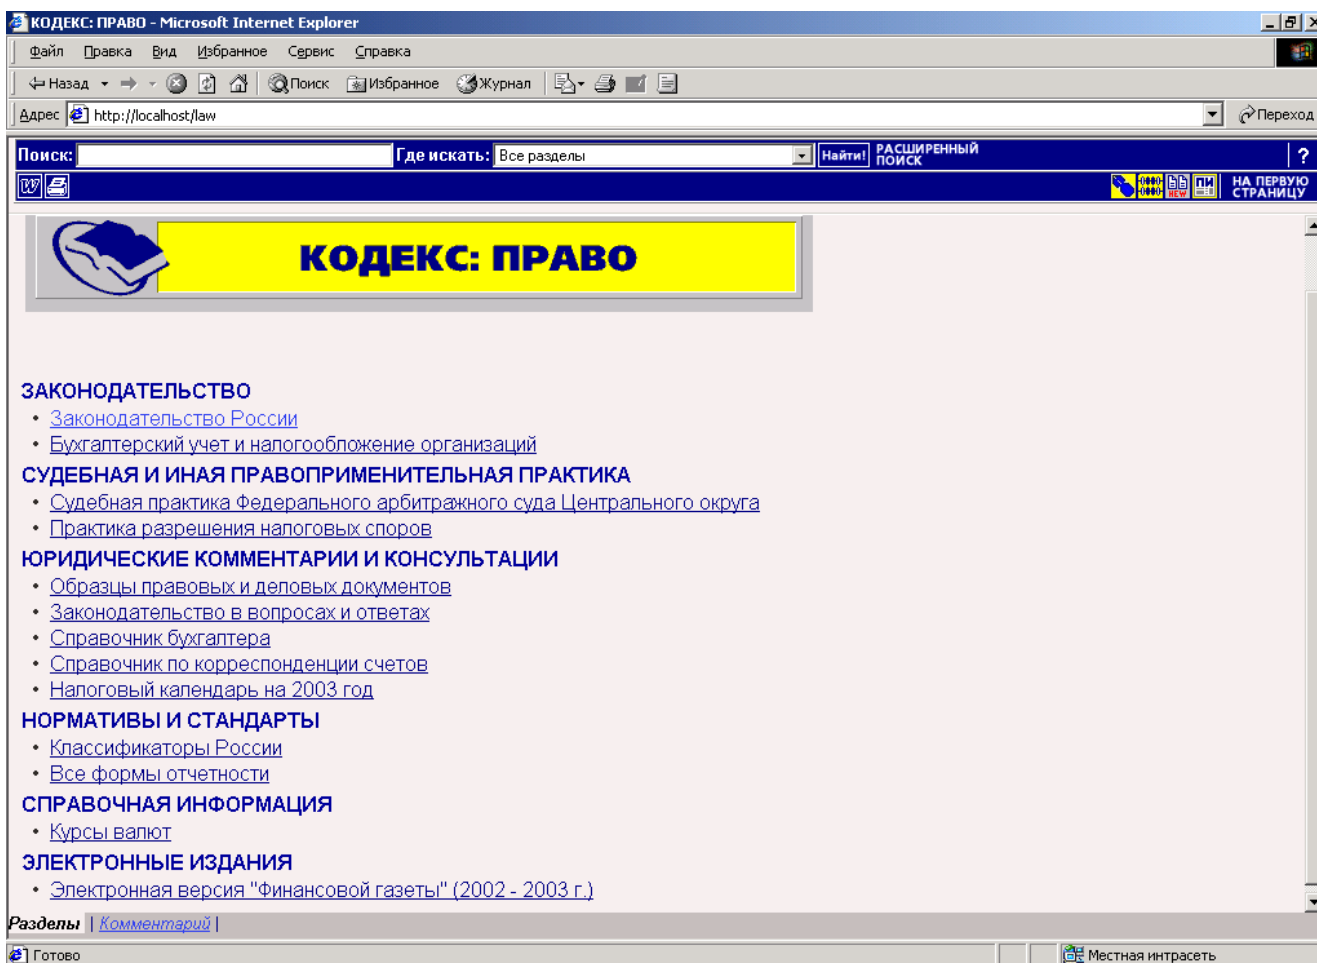 КОДЕКС: ПРАВО - Microsoft Internet Explorer
Файл Правка Вид Избранное Сервис Справка
Назад Поиск Избранное Журнал
Адрес http://localhost/law Переход
Поиск: Где искать: Все разделы Найти! РАСШИРЕННЫЙ ПОИСК ?
W NEW ПИ НА ПЕРВУЮ СТРАНИЦУ
КОДЕКС: ПРАВО
ЗАКОНОДАТЕЛЬСТВО
• Законодательство России
• Бухгалтерский учет и налогообложение организаций
СУДЕБНАЯ И ИНАЯ ПРАВОПРИМЕНИТЕЛЬНАЯ ПРАКТИКА
• Судебная практика Федерального арбитражного суда Центрального округа
• Практика разрешения налоговых споров
ЮРИДИЧЕСКИЕ КОММЕНТАРИИ И КОНСУЛЬТАЦИИ
• Образцы правовых и деловых документов
• Законодательство в вопросах и ответах
• Справочник бухгалтера
• Справочник по корреспонденции счетов
• Налоговый календарь на 2003 год
НОРМАТИВЫ И СТАНДАРТЫ
• Классификаторы России
• Все формы отчетности
СПРАВОЧНАЯ ИНФОРМАЦИЯ
• Курсы валют
ЭЛЕКТРОННЫЕ ИЗДАНИЯ
• Электронная версия "Финансовой газеты" (2002 - 2003 г.)
Разделы | Комментарий |
Готово Местная интрасеть